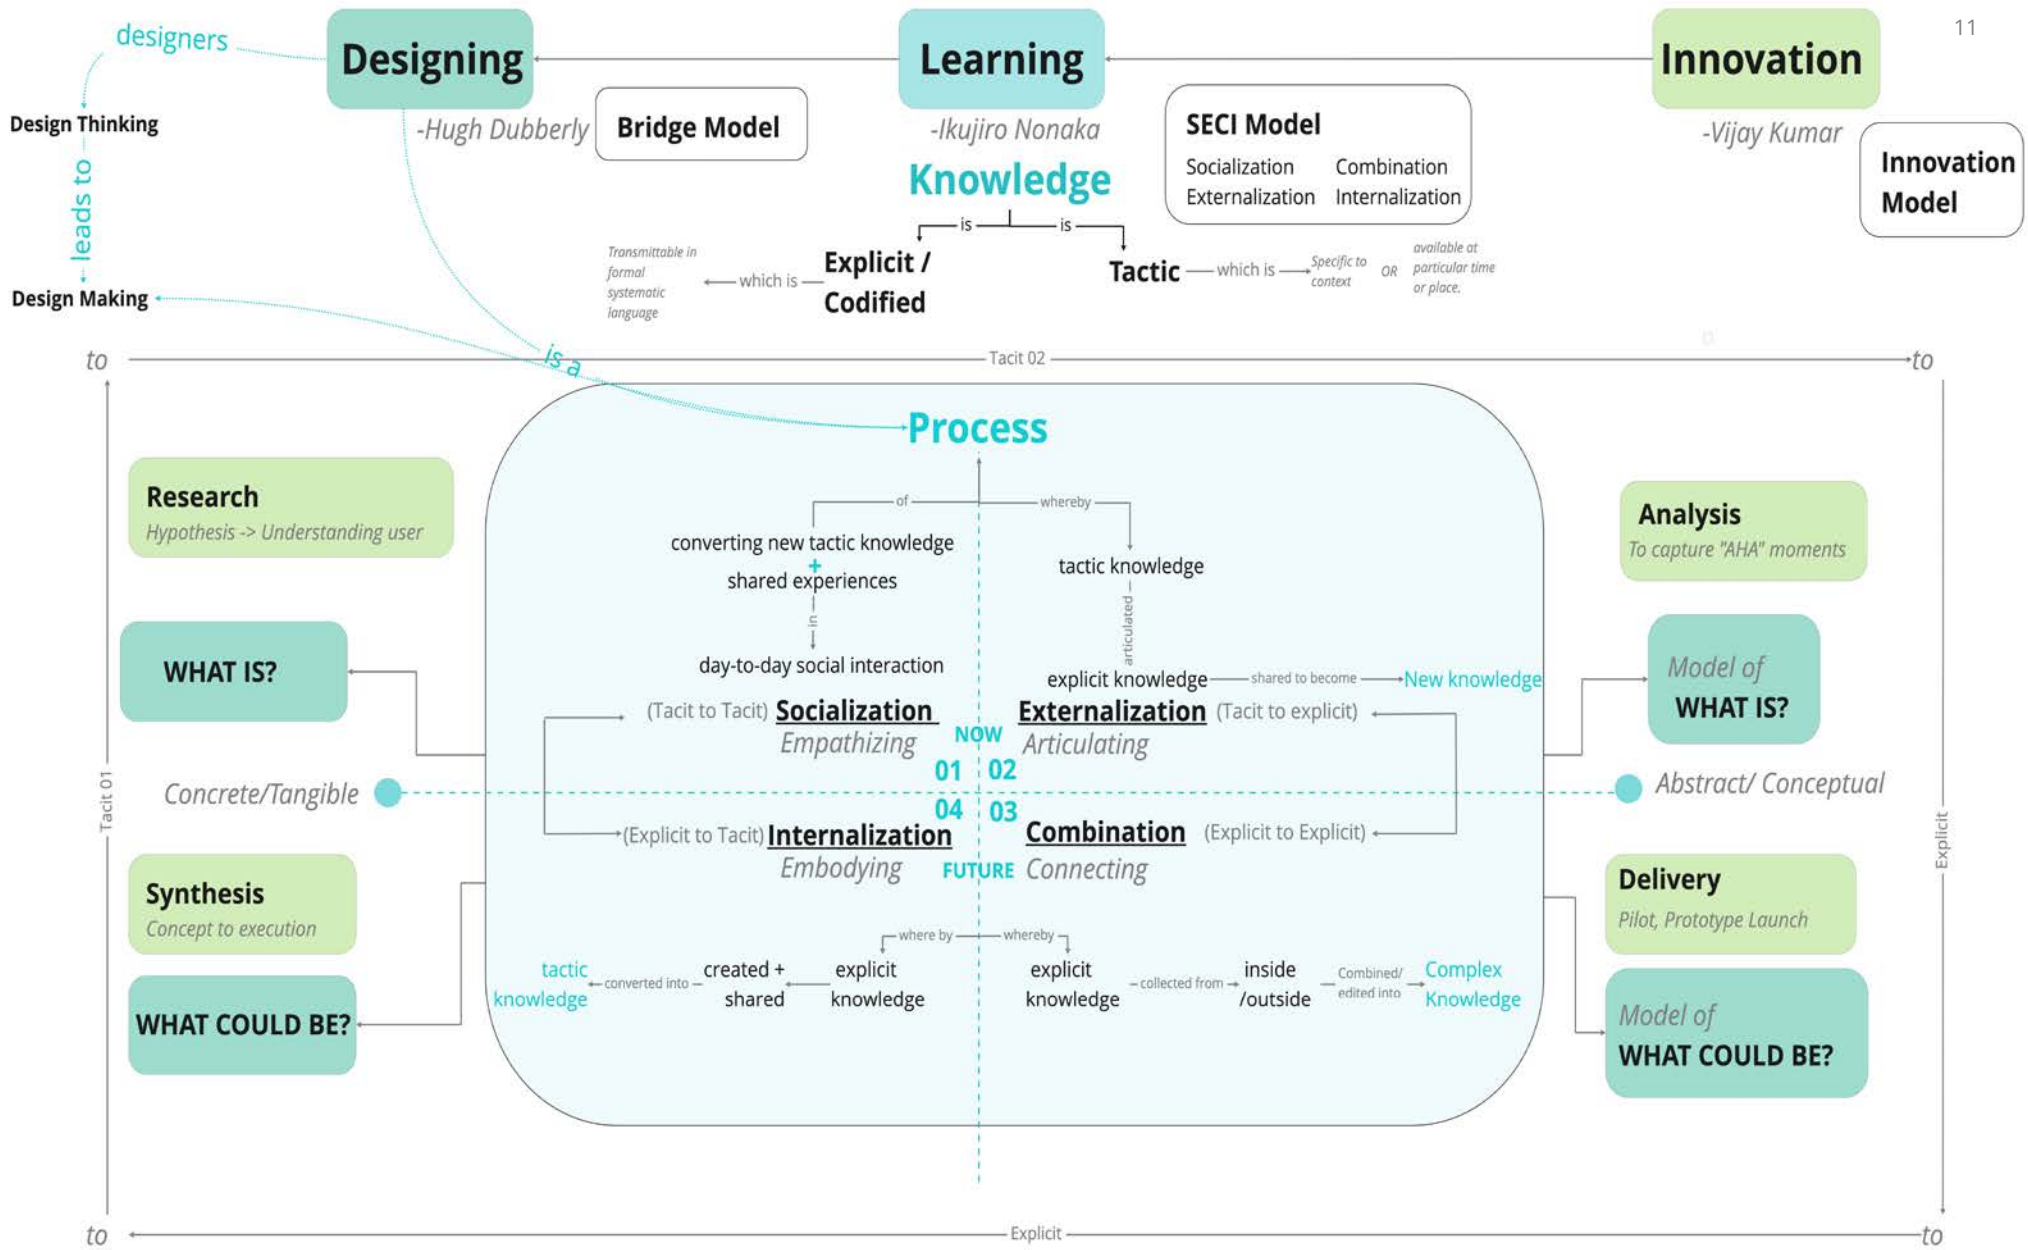 11
designers
Designing
Learning
Innovation
Design Thinking
-Hugh Dubberly
Bridge Model
-Ikujiro Nonaka
SECI Model
Socialization Combination
Externalization Internalization
-Vijay Kumar
Innovation
Model
leads to
Knowledge
is
is
Transmittable in
formal
systematic
language
which is
Explicit /
Codified
Tactic
which is
Specific to
context
OR
available at
particular time
or place.
Design Making
is a
to
Tacit 02
to
Process
Research
Hypothesis -> Understanding user
of
whereby
converting new tactic knowledge
+
shared experiences
in
day-to-day social interaction
tactic knowledge
articulated
explicit knowledge
shared to become
New knowledge
Analysis
To capture "AHA" moments
WHAT IS?
Model of
WHAT IS?
(Tacit to Tacit)
Socialization
Empathizing
Externalization
(Tacit to explicit)
Articulating
NOW
01
02
Tacit 01
Concrete/Tangible
Abstract/ Conceptual
Explicit
04
03
(Explicit to Tacit)
Internalization
Embodying
Combination
(Explicit to Explicit)
FUTURE
Connecting
Synthesis
Concept to execution
Delivery
Pilot, Prototype Launch
where by
whereby
tactic
knowledge
converted into
created +
shared
explicit
knowledge
explicit
knowledge
collected from
inside
/outside
Combined/
edited into
Complex
Knowledge
WHAT COULD BE?
Model of
WHAT COULD BE?
to
Explicit
to